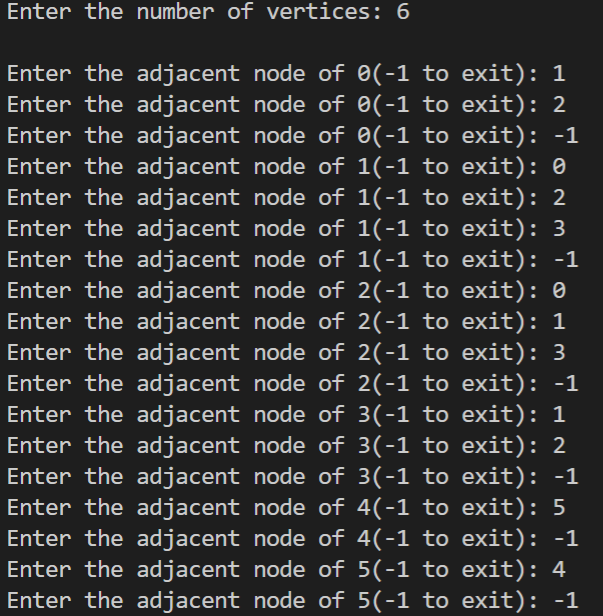 Enter the number of vertices: 6
Enter the adjacent node of 0(-1 to exit): 1
Enter the adjacent node of 0(-1 to exit): 2
Enter the adjacent node of 0(-1 to exit): -1
Enter the adjacent node of 1(-1 to exit): 0
Enter the adjacent node of 1(-1 to exit): 2
Enter the adjacent node of 1(-1 to exit): 3
Enter the adjacent node of 1(-1 to exit): -1
Enter the adjacent node of 2(-1 to exit): 0
Enter the adjacent node of 2(-1 to exit): 1
Enter the adjacent node of 2(-1 to exit): 3
Enter the adjacent node of 2(-1 to exit): -1
Enter the adjacent node of 3(-1 to exit): 1
Enter the adjacent node of 3(-1 to exit): 2
Enter the adjacent node of 3(-1 to exit): -1
Enter the adjacent node of 4(-1 to exit): 5
Enter the adjacent node of 4(-1 to exit): -1
Enter the adjacent node of 5(-1 to exit): 4
Enter the adjacent node of 5(-1 to exit): -1